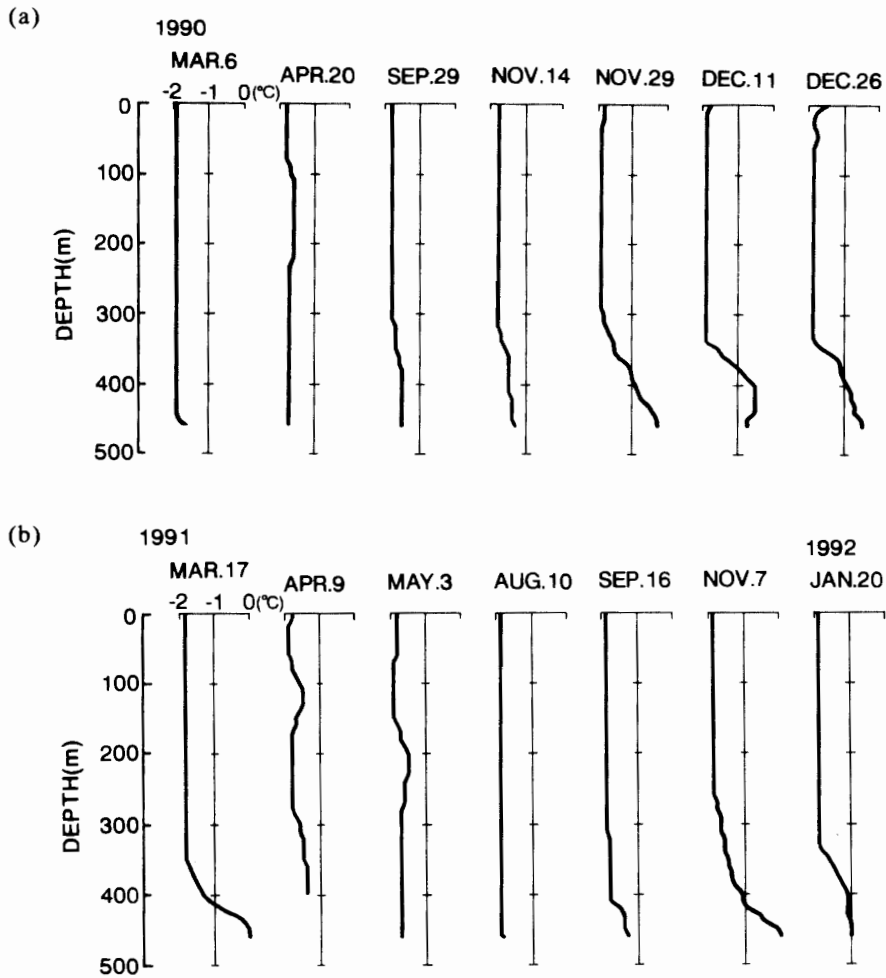 (a)
1990
MAR.6 APR.20 SEP.29 NOV.14 NOV.29 DEC.11 DEC.26
-2 -1 0(°C)
0
100
200
300
400
500
DEPTH(m)
(b)
1991 1992
MAR.17 APR.9 MAY.3 AUG.10 SEP.16 NOV.7 JAN.20
-2 -1 0(°C)
0
100
200
300
400
500
DEPTH(m)